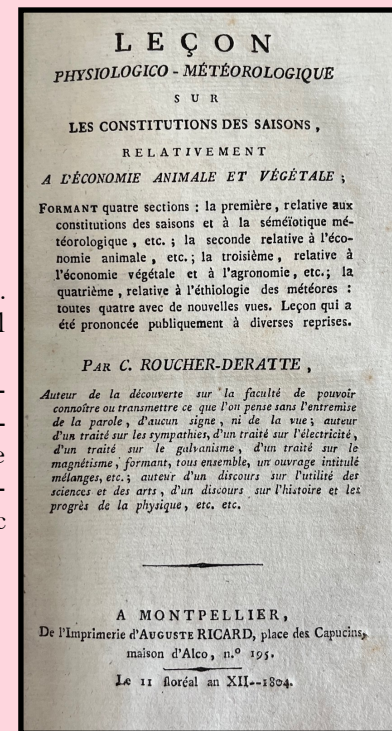 LEÇON
PHYSIOLOGICO - MÉTÉOROLOGIQUE
SUR
LES CONSTITUTIONS DES SAISONS,
RELATIVEMENT
A L'ÉCONOMIE ANIMALE ET VÉGÉTALE ;
FORMANT quatre sections : la première, relative aux
constitutions des saisons et à la séméïotique mé-
téorologique, etc. ; la seconde relative à l'éco-
nomie animale, etc. ; la troisième, relative à
l'économie végétale et à l'agronomie, etc. ; la
quatrième, relative à l'éthiologie des météores :
toutes quatre avec de nouvelles vues. Leçon qui a
été prononcée publiquement à diverses reprises.
PAR C. ROUCHER-DERATTE,
Auteur de la découverte sur la faculté de pouvoir
connoître ou transmettre ce que l'on pense sans l'entremise
de la parole, d'aucun signe, ni de la vue ; auteur
d'un traité sur les sympathies, d'un traité sur l'électricité,
d'un traité sur le galvanisme, d'un traité sur le
magnétisme, formant, tous ensemble, un ouvrage intitulé
mélanges, etc. ; auteur d'un discours sur l'utilité des
sciences et des arts, d'un discours sur l'histoire et les
progrès de la physique, etc. etc.
A MONTPELLIER,
De l'Imprimerie d'AUGUSTE RICARD, place des Capucins,
maison d'Alco, n.º 195.
Le 11 floréal an XII--1804.